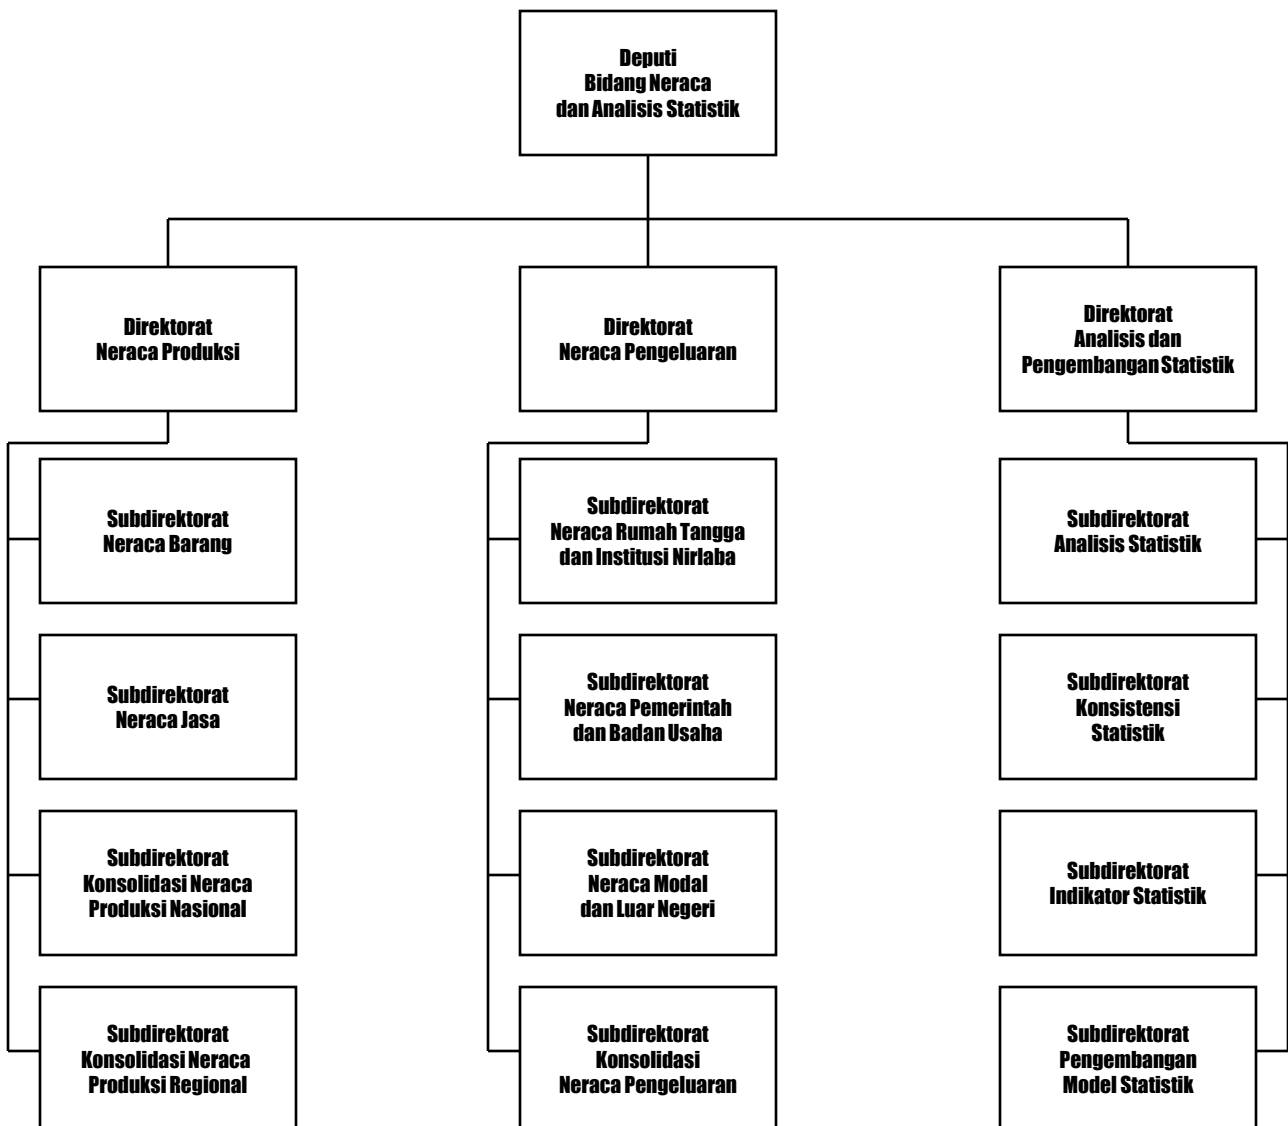 Deputi
Bidang Neraca
dan Analisis Statistik
Direktorat
Neraca Produksi
Direktorat
Neraca Pengeluaran
Direktorat
Analisis dan
Pengembangan Statistik
Subdirektorat
Neraca Barang
Subdirektorat
Neraca Rumah Tangga
dan Institusi Nirlaba
Subdirektorat
Analisis Statistik
Subdirektorat
Neraca Jasa
Subdirektorat
Neraca Pemerintah
dan Badan Usaha
Subdirektorat
Konsistensi
Statistik
Subdirektorat
Konsolidasi Neraca
Produksi Nasional
Subdirektorat
Neraca Modal
dan Luar Negeri
Subdirektorat
Indikator Statistik
Subdirektorat
Konsolidasi Neraca
Produksi Regional
Subdirektorat
Konsolidasi
Neraca Pengeluaran
Subdirektorat
Pengembangan
Model Statistik